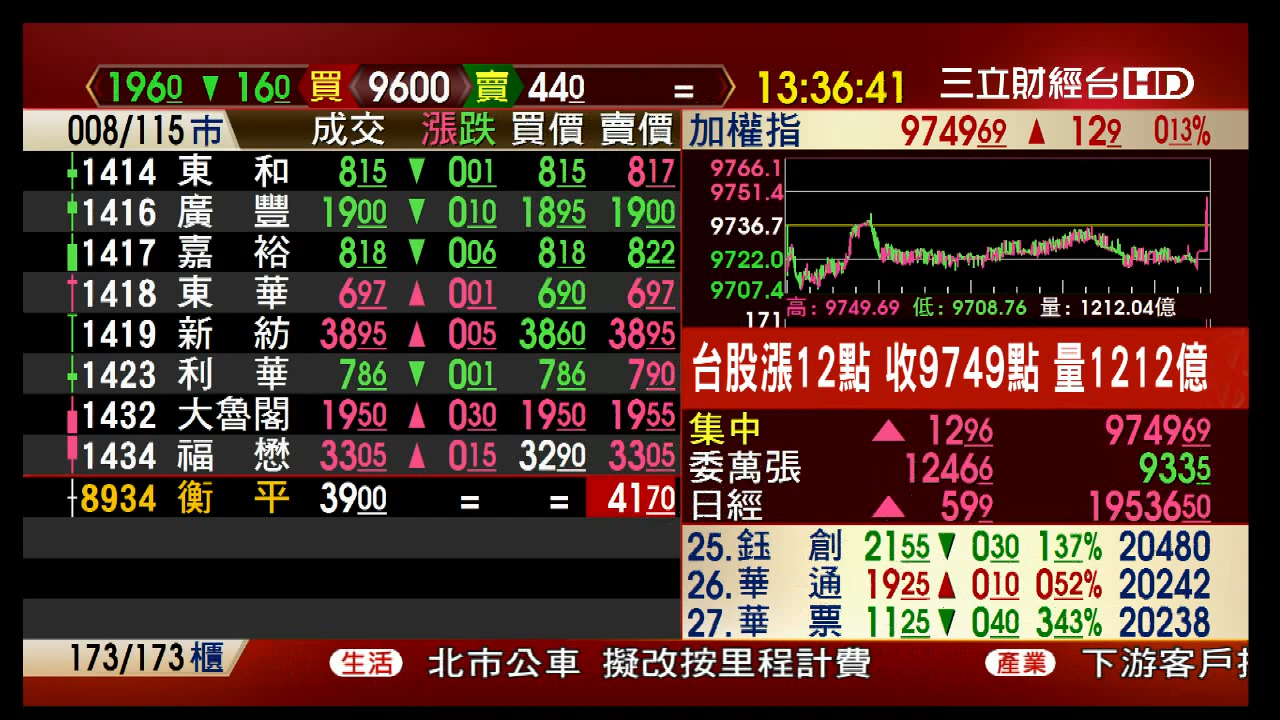 1960 ▼ 160 買 9600 賣 440 =
13:36:41 三立財經台HD
008/115 市 成交 漲跌 買價 賣價
1414 東和 815 ▼ 001 815 817
1416 廣豐 1900 ▼ 010 1895 1900
1417 嘉裕 818 ▼ 006 818 822
1418 東華 697 ▲ 001 690 697
1419 新紡 3895 ▲ 005 3860 3895
1423 利華 786 ▼ 001 786 790
1432 大魯閣 1950 ▲ 030 1950 1955
1434 福懋 3305 ▲ 015 3290 3305
8934 衡平 3900 = = 4170
加權指 974969 ▲ 129 013%
9766.1
9751.4
9736.7
9722.0
9707.4
高: 9749.69 低: 9708.76 量: 1212.04億
171
台股漲12點 收9749點 量1212億
集中 ▲ 1296 974969
委萬張 12466 9335
日經 ▲ 599 1953650
25. 鈺創 2155 ▼ 030 137% 20480
26. 華通 1925 ▲ 010 052% 20242
27. 華票 1125 ▼ 040 343% 20238
173/173 櫃 生活 北市公車 擬改按里程計費 產業 下游客戶